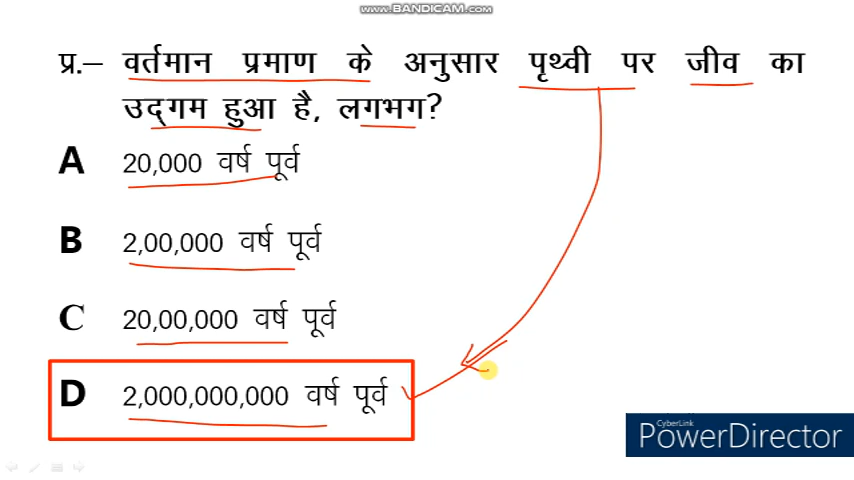 www.BANDICAM.com
प्र.– वर्तमान प्रमाण के अनुसार पृथ्वी पर जीव का
उद्गम हुआ है, लगभग?
A 20,000 वर्ष पूर्व
B 2,00,000 वर्ष पूर्व
C 20,00,000 वर्ष पूर्व
D 2,000,000,000 वर्ष पूर्व
CyberLink
PowerDirector